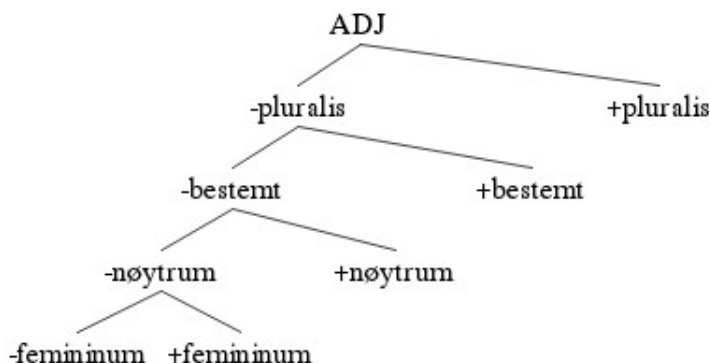 ADJ
-pluralis +pluralis
-bestemt +bestemt
-nøytrum +nøytrum
-femininum +femininum